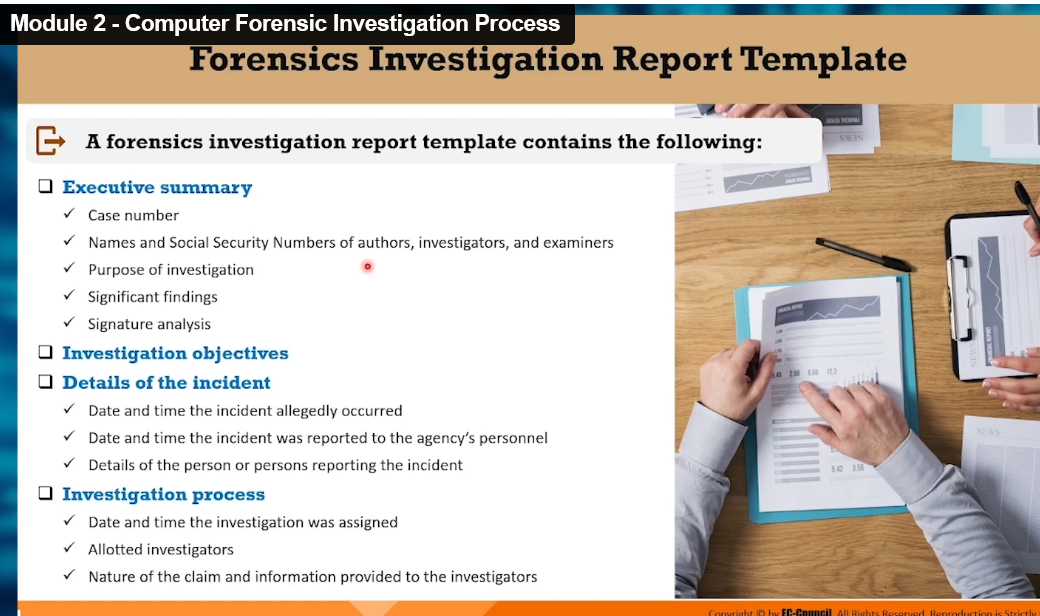 Module 2 - Computer Forensic Investigation Process
Forensics Investigation Report Template
A forensics investigation report template contains the following:
Executive summary
Case number
Names and Social Security Numbers of authors, investigators, and examiners
Purpose of investigation
Significant findings
Signature analysis
Investigation objectives
Details of the incident
Date and time the incident allegedly occurred
Date and time the incident was reported to the agency’s personnel
Details of the person or persons reporting the incident
Investigation process
Date and time the investigation was assigned
Allotted investigators
Nature of the claim and information provided to the investigators
FINANCIAL REPORT
NEWS
Copyright © by EC-Council. All Rights Reserved. Reproduction is Strictly